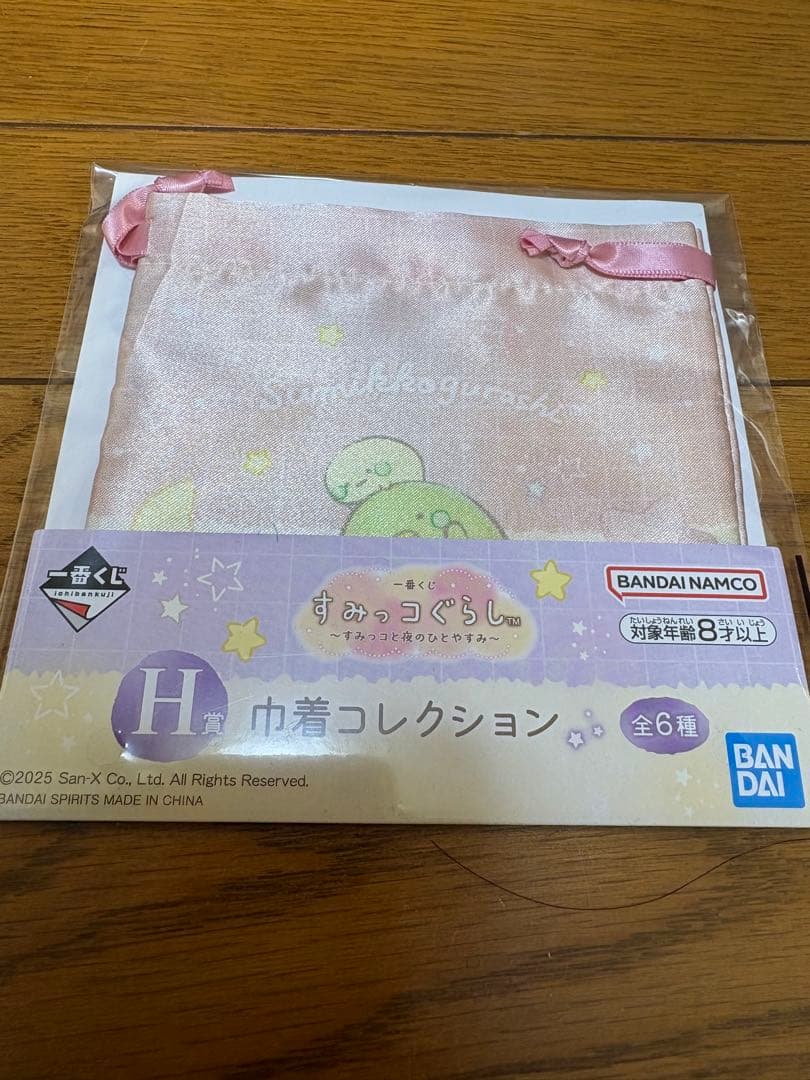 Sumikkogurashi
一番くじ
ichibankuji
一番くじ
すみっコぐらし™
～すみっコと夜のひとやすみ～
BANDAI NAMCO
たいしょうねんれい さい いじょう
対象年齢8才以上
H賞 巾着コレクション 全6種
BAN
DAI
©2025 San-X Co., Ltd. All Rights Reserved.
BANDAI SPIRITS MADE IN CHINA